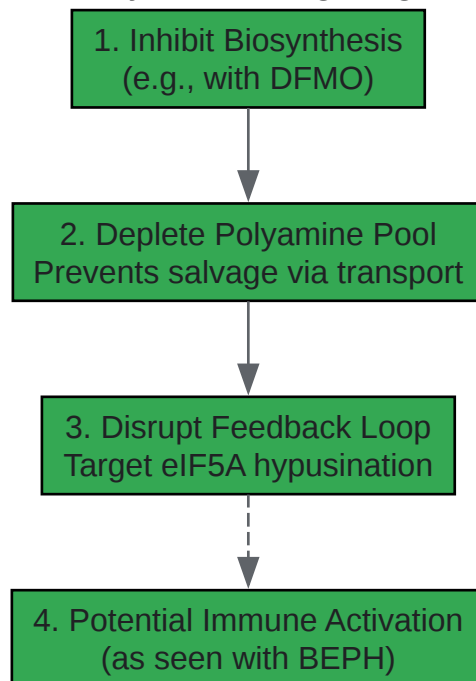 1. Inhibit Biosynthesis
(e.g., with DFMO)
2. Deplete Polyamine Pool
Prevents salvage via transport
3. Disrupt Feedback Loop
Target eIF5A hypusination
4. Potential Immune Activation
(as seen with BEPH)